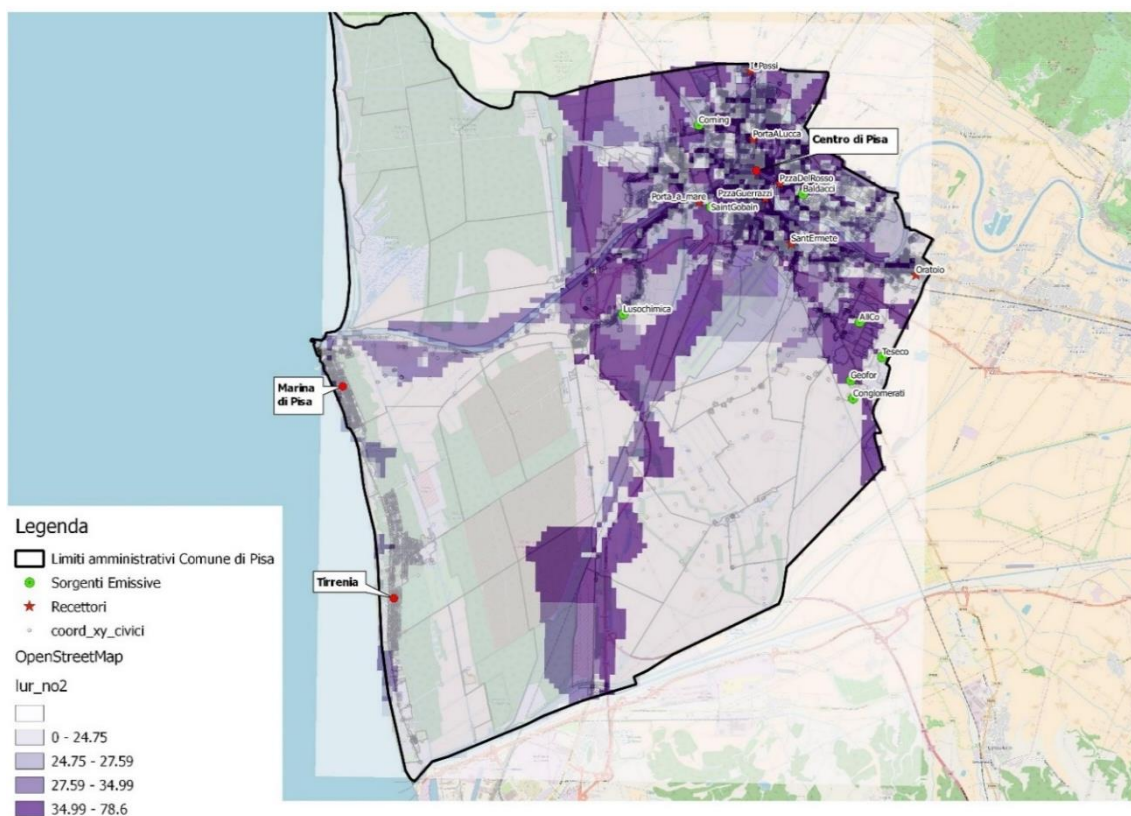 I Passi
Corning
PortaALucca
Centro di Pisa
PzzaDelRosso
Baldacci
Porta_a_mare
PzzaGuerrazzi
SaintGobain
SantErmete
Oratoio
Lusochimica
AllCo
Teseco
Geofor
Conglomerati
Marina
di Pisa
Tirrenia
Legenda
Limiti amministrativi Comune di Pisa
Sorgenti Emissive
Recettori
coord_xy_civici
OpenStreetMap
lur_no2
0 - 24.75
24.75 - 27.59
27.59 - 34.99
34.99 - 78.6